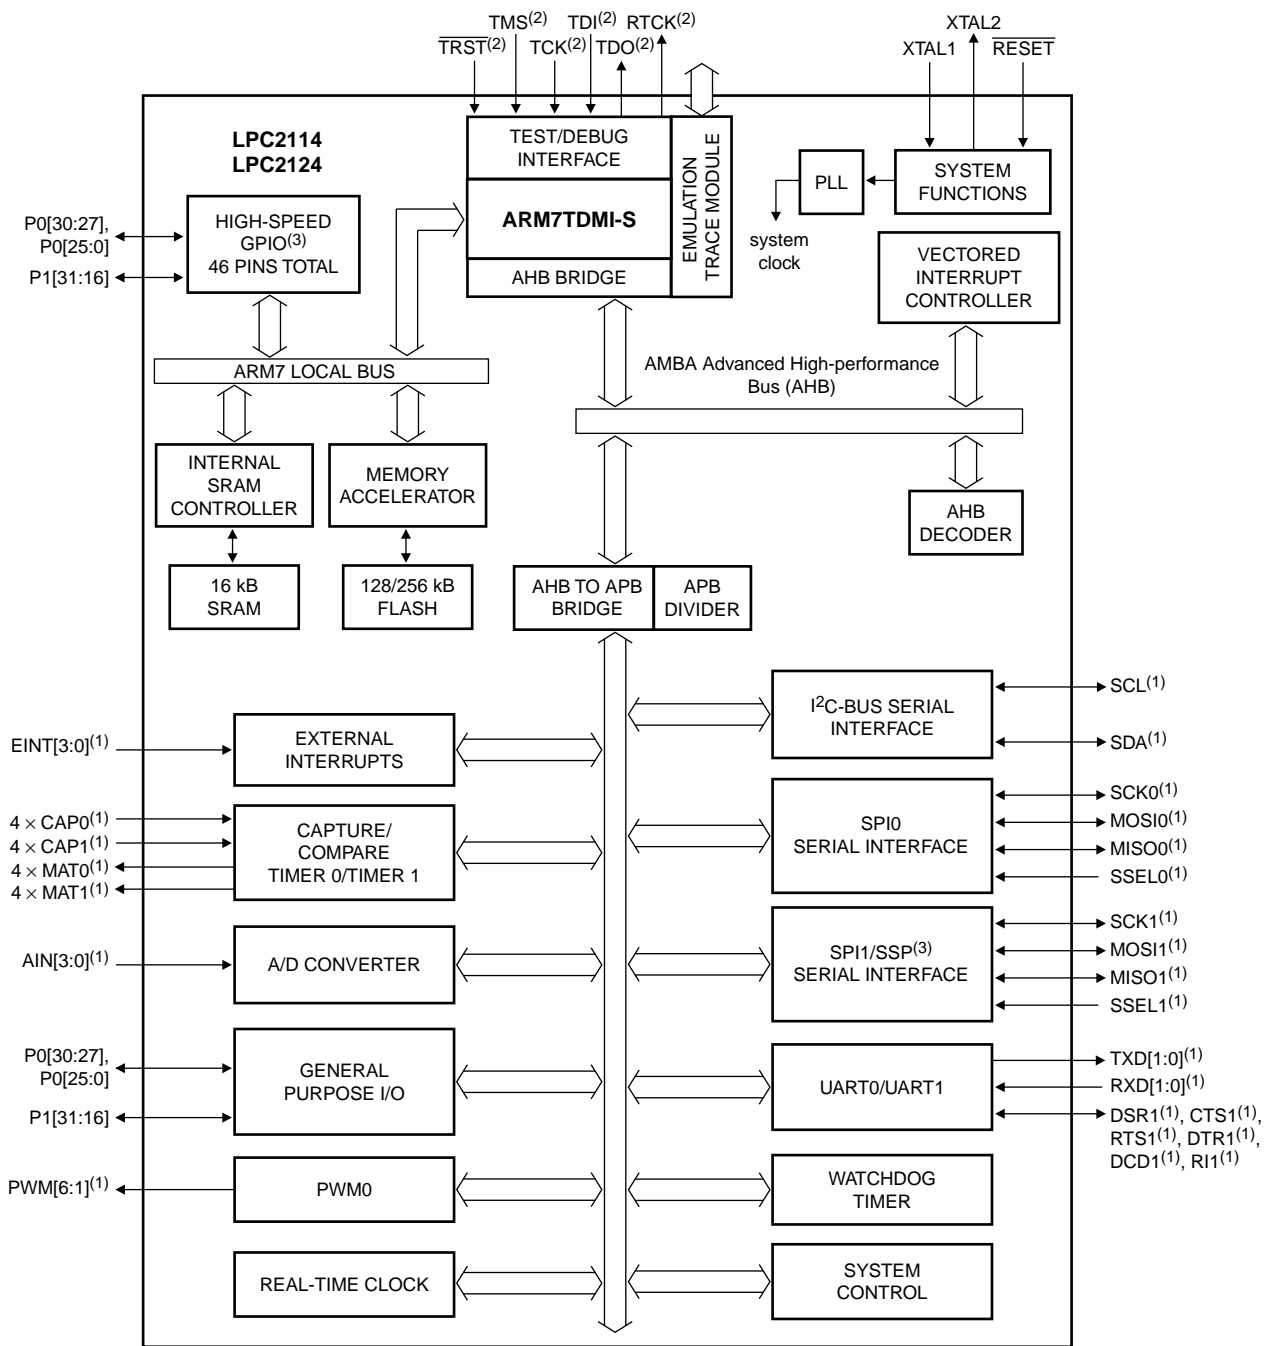 TMS(2) TDI(2) RTCK(2)
TRST(2) TCK(2) TDO(2)
XTAL2
XTAL1 RESET
LPC2114
LPC2124
TEST/DEBUG
INTERFACE
ARM7TDMI-S
AHB BRIDGE
EMULATION
TRACE MODULE
PLL
SYSTEM
FUNCTIONS
system
clock
P0[30:27],
P0[25:0]
P1[31:16]
HIGH-SPEED
GPIO(3)
46 PINS TOTAL
VECTORED
INTERRUPT
CONTROLLER
ARM7 LOCAL BUS
AMBA Advanced High-performance
Bus (AHB)
INTERNAL
SRAM
CONTROLLER
MEMORY
ACCELERATOR
AHB
DECODER
16 kB
SRAM
128/256 kB
FLASH
AHB TO APB
BRIDGE
APB
DIVIDER
EINT[3:0](1)
EXTERNAL
INTERRUPTS
I2C-BUS SERIAL
INTERFACE
SCL(1)
SDA(1)
4 × CAP0(1)
4 × CAP1(1)
4 × MAT0(1)
4 × MAT1(1)
CAPTURE/
COMPARE
TIMER 0/TIMER 1
SPI0
SERIAL INTERFACE
SCK0(1)
MOSI0(1)
MISO0(1)
SSEL0(1)
AIN[3:0](1)
A/D CONVERTER
SPI1/SSP(3)
SERIAL INTERFACE
SCK1(1)
MOSI1(1)
MISO1(1)
SSEL1(1)
P0[30:27],
P0[25:0]
P1[31:16]
GENERAL
PURPOSE I/O
UART0/UART1
TXD[1:0](1)
RXD[1:0](1)
DSR1(1), CTS1(1),
RTS1(1), DTR1(1),
DCD1(1), RI1(1)
PWM[6:1](1)
PWM0
WATCHDOG
TIMER
REAL-TIME CLOCK
SYSTEM
CONTROL